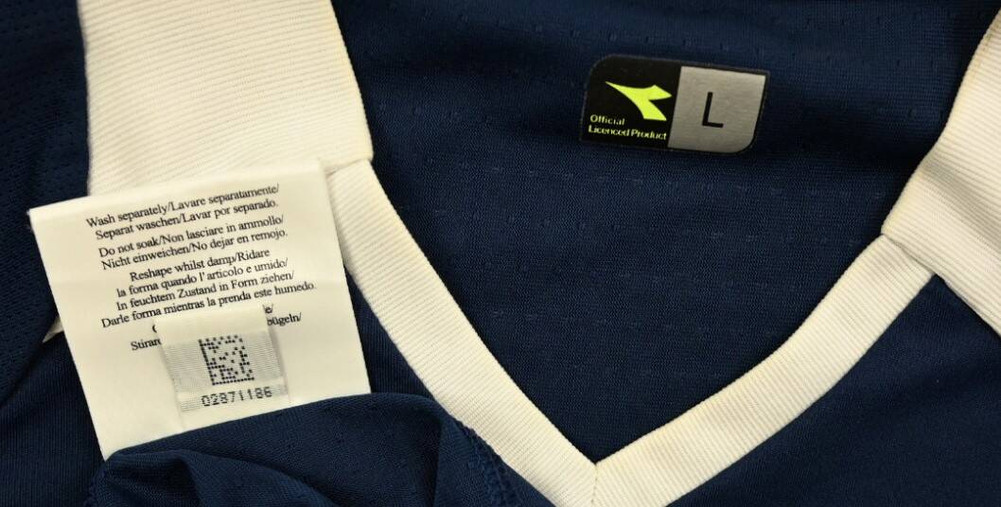 Official
Licenced Product
L
Wash separately/Lavare separatamente/
Separat waschen/Lavar por separado.
Do not soak/Non lasciare in ammollo/
Nicht einweichen/No dejar en remojo.
Reshape whilst damp/Ridare
la forma quando l' articolo e umido/
In feuchtem Zustand in Form ziehen/
Darle forma mientras la prenda este humedo.
02871186